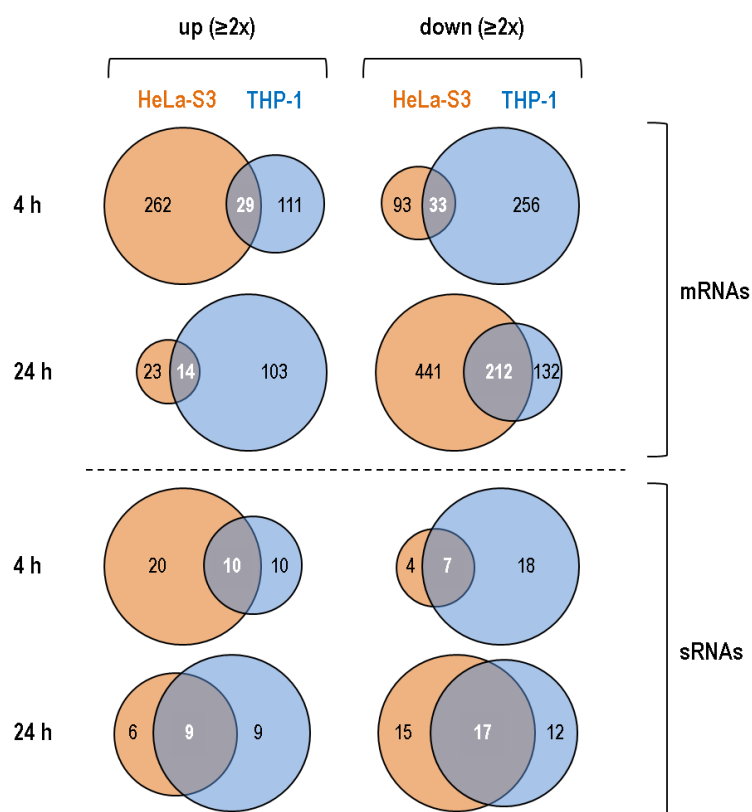 up (≥2x) down (≥2x)
HeLa-S3 THP-1 HeLa-S3 THP-1
4 h 262 29 111 93 33 256
mRNAs
24 h 23 14 103 441 212 132
4 h 20 10 10 4 7 18
sRNAs
24 h 6 9 9 15 17 12